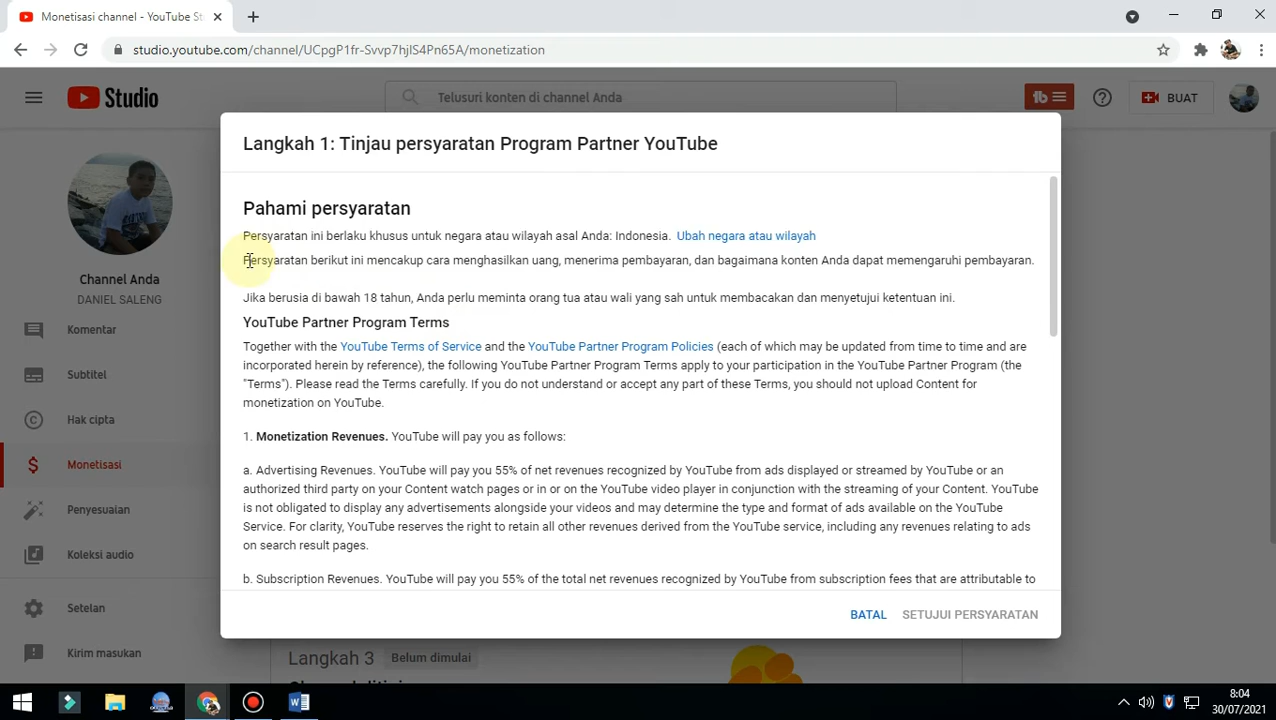 Monetisasi channel - YouTube St
studio.youtube.com/channel/UCpgP1fr-Svvp7hjlS4Pn65A/monetization
Studio
Telusuri konten di channel Anda
tb
BUAT
Channel Anda
DANIEL SALENG
Komentar
Subtitel
Hak cipta
Monetisasi
Penyesuaian
Koleksi audio
Setelan
Kirim masukan
Langkah 1: Tinjau persyaratan Program Partner YouTube
Pahami persyaratan
Persyaratan ini berlaku khusus untuk negara atau wilayah asal Anda: Indonesia. Ubah negara atau wilayah
Persyaratan berikut ini mencakup cara menghasilkan uang, menerima pembayaran, dan bagaimana konten Anda dapat memengaruhi pembayaran.
Jika berusia di bawah 18 tahun, Anda perlu meminta orang tua atau wali yang sah untuk membacakan dan menyetujui ketentuan ini.
YouTube Partner Program Terms
Together with the YouTube Terms of Service and the YouTube Partner Program Policies (each of which may be updated from time to time and are
incorporated herein by reference), the following YouTube Partner Program Terms apply to your participation in the YouTube Partner Program (the
"Terms"). Please read the Terms carefully. If you do not understand or accept any part of these Terms, you should not upload Content for
monetization on YouTube.
1. Monetization Revenues. YouTube will pay you as follows:
a. Advertising Revenues. YouTube will pay you 55% of net revenues recognized by YouTube from ads displayed or streamed by YouTube or an
authorized third party on your Content watch pages or in or on the YouTube video player in conjunction with the streaming of your Content. YouTube
is not obligated to display any advertisements alongside your videos and may determine the type and format of ads available on the YouTube
Service. For clarity, YouTube reserves the right to retain all other revenues derived from the YouTube service, including any revenues relating to ads
on search result pages.
b. Subscription Revenues. YouTube will pay you 55% of the total net revenues recognized by YouTube from subscription fees that are attributable to
BATAL SETUJUI PERSYARATAN
Langkah 3 Belum dimulai
8:04
30/07/2021